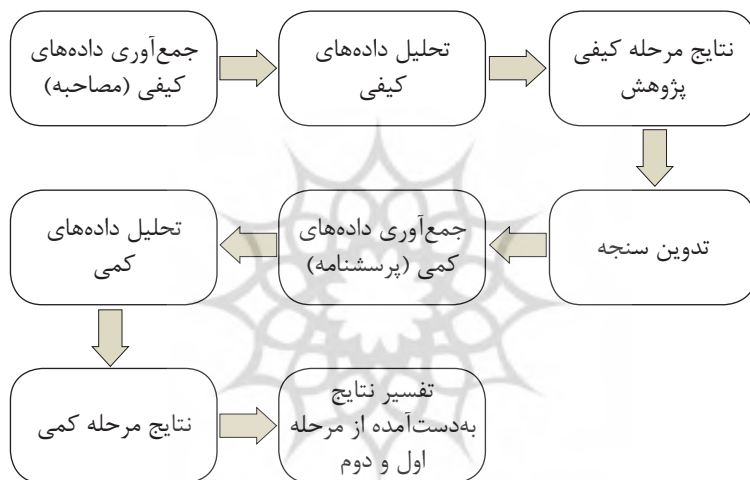 جمع‌آوری داده‌های
کیفی (مصاحبه)
تحلیل داده‌های
کیفی
نتایج مرحله کیفی
پژوهش
تدوین سنجه
جمع‌آوری داده‌های
کمی (پرسشنامه)
تحلیل داده‌های
کمی
نتایج مرحله کمی
تفسیر نتایج
به‌دست‌آمده از مرحله
اول و دوم